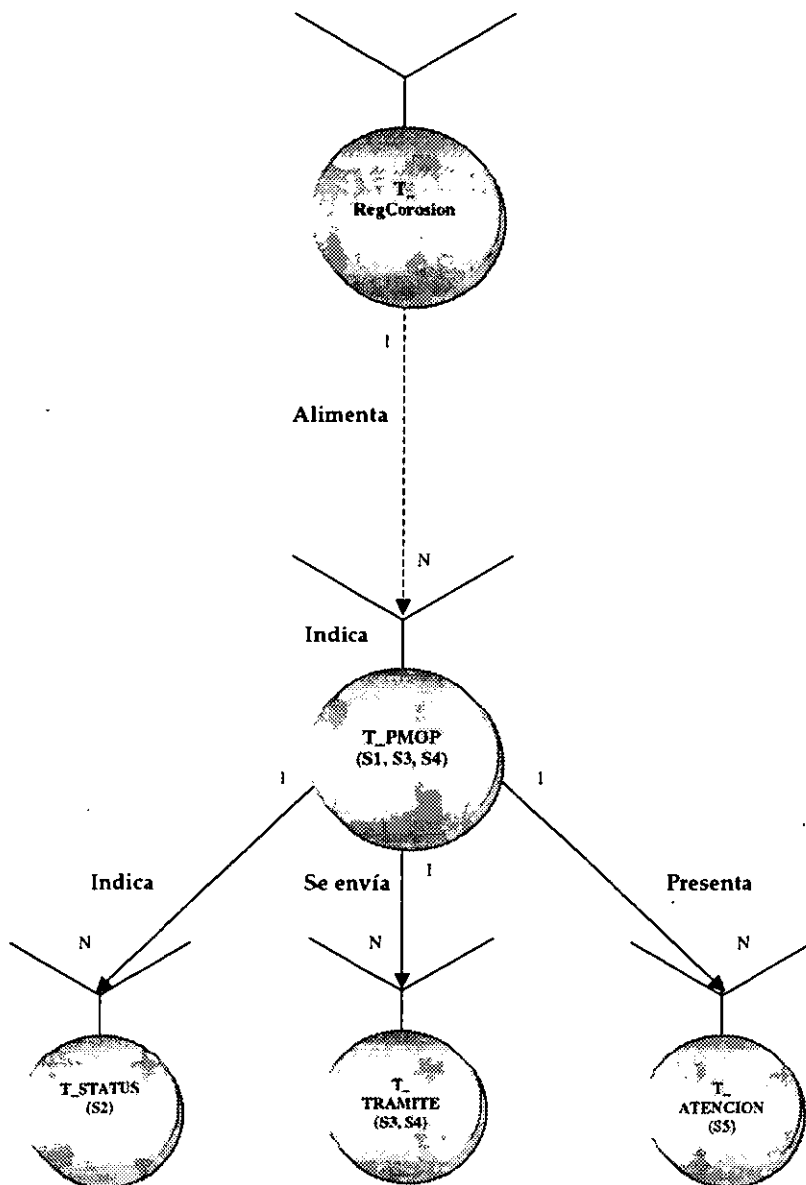 T_
RegCorosion
1
Alimenta
N
Indica
T_PMOP
(S1, S3, S4)
1
1
1
Indica
Se envía
Presenta
N
N
N
T_STATUS
(S2)
T_
TRAMITE
(S3, S4)
T_
ATENCION
(S5)